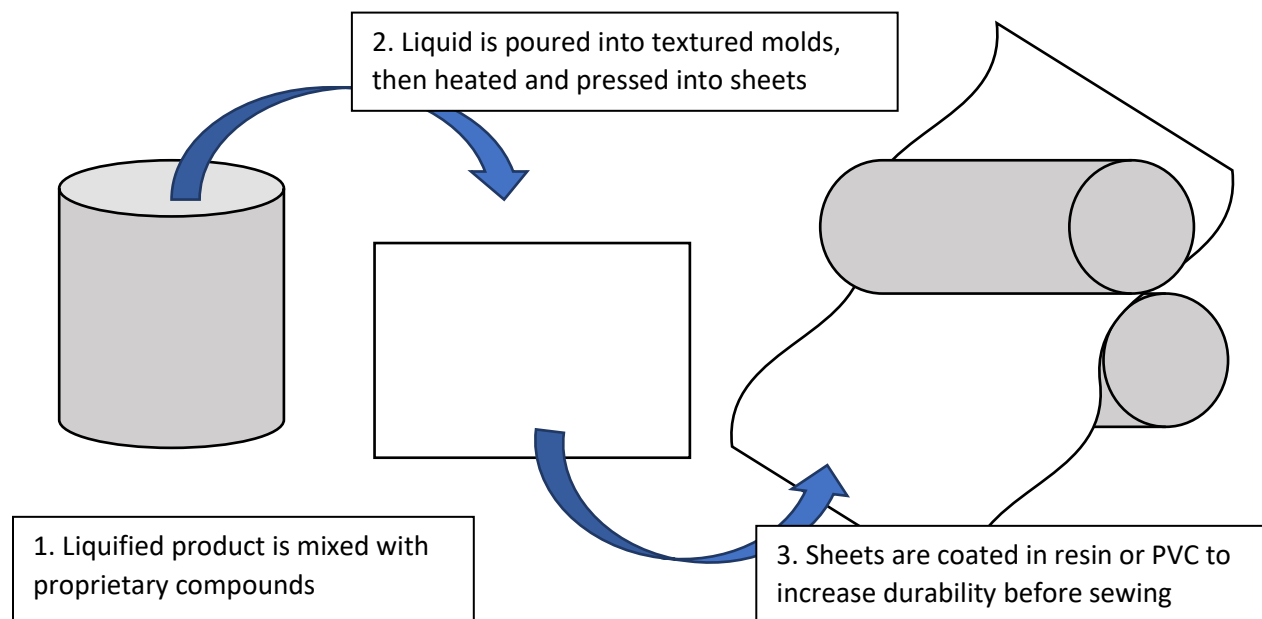 1. Liquified product is mixed with
proprietary compounds
2. Liquid is poured into textured molds,
then heated and pressed into sheets
3. Sheets are coated in resin or PVC to
increase durability before sewing